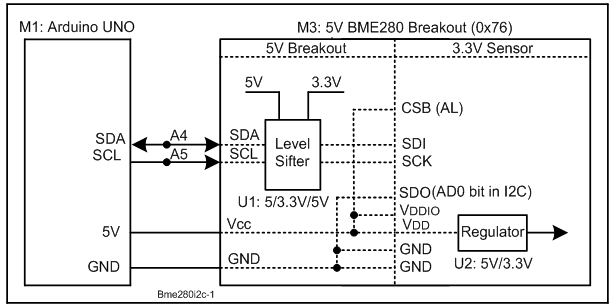 M1: Arduino UNO
M3: 5V BME280 Breakout (0x76)
5V Breakout
3.3V Sensor
5V
3.3V
CSB (AL)
SDA
A4
SDA
Level
Sifter
SDI
SCL
A5
SCL
SCK
U1: 5/3.3V/5V
SDO(AD0 bit in I2C)
VDDIO
5V
Vcc
VDD
Regulator
GND
U2: 5V/3.3V
GND
GND
GND
Bme280i2c-1